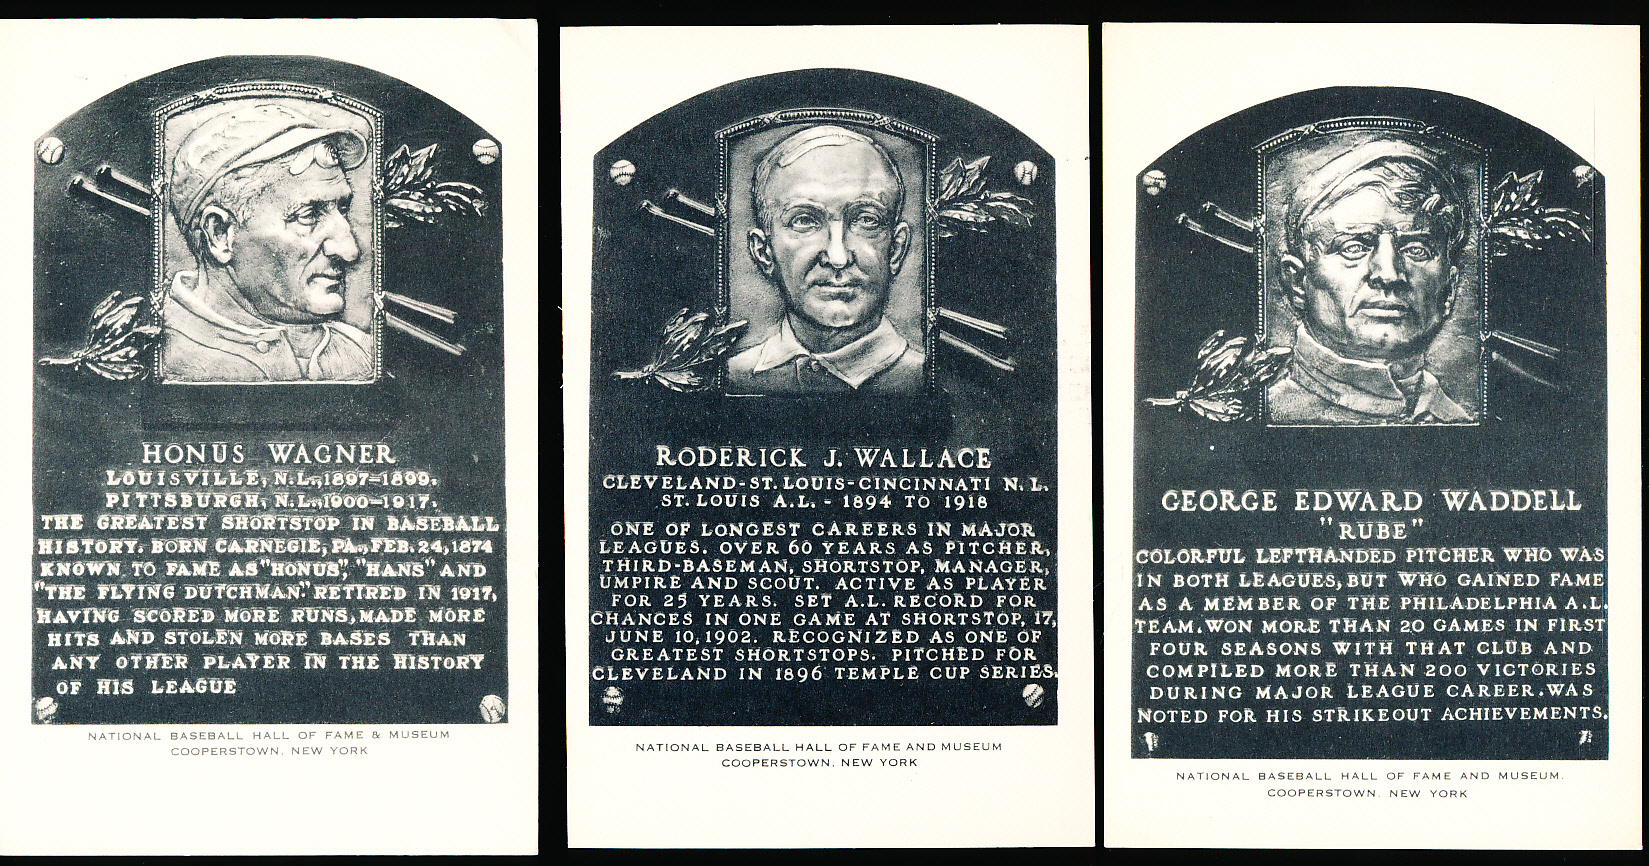 HONUS WAGNER
LOUISVILLE, N.L., 1897-1899.
PITTSBURGH, N.L., 1900-1917.
THE GREATEST SHORTSTOP IN BASEBALL
HISTORY. BORN CARNEGIE, PA., FEB. 24, 1874
KNOWN TO FAME AS "HONUS", "HANS" AND
"THE FLYING DUTCHMAN." RETIRED IN 1917,
HAVING SCORED MORE RUNS, MADE MORE
HITS AND STOLEN MORE BASES THAN
ANY OTHER PLAYER IN THE HISTORY
OF HIS LEAGUE
NATIONAL BASEBALL HALL OF FAME & MUSEUM
COOPERSTOWN, NEW YORK
RODERICK J. WALLACE
CLEVELAND-ST. LOUIS-CINCINNATI N.L.
ST. LOUIS A.L. - 1894 TO 1918
ONE OF LONGEST CAREERS IN MAJOR
LEAGUES. OVER 60 YEARS AS PITCHER,
THIRD-BASEMAN, SHORTSTOP, MANAGER,
UMPIRE AND SCOUT. ACTIVE AS PLAYER
FOR 25 YEARS. SET A.L. RECORD FOR
CHANCES IN ONE GAME AT SHORTSTOP, 17,
JUNE 10, 1902. RECOGNIZED AS ONE OF
GREATEST SHORTSTOPS. PITCHED FOR
CLEVELAND IN 1896 TEMPLE CUP SERIES.
NATIONAL BASEBALL HALL OF FAME AND MUSEUM
COOPERSTOWN, NEW YORK
GEORGE EDWARD WADDELL
"RUBE"
COLORFUL LEFTHANDED PITCHER WHO WAS
IN BOTH LEAGUES, BUT WHO GAINED FAME
AS A MEMBER OF THE PHILADELPHIA A.L.
TEAM. WON MORE THAN 20 GAMES IN FIRST
FOUR SEASONS WITH THAT CLUB AND
COMPILED MORE THAN 200 VICTORIES
DURING MAJOR LEAGUE CAREER. WAS
NOTED FOR HIS STRIKEOUT ACHIEVEMENTS.
NATIONAL BASEBALL HALL OF FAME AND MUSEUM.
COOPERSTOWN, NEW YORK